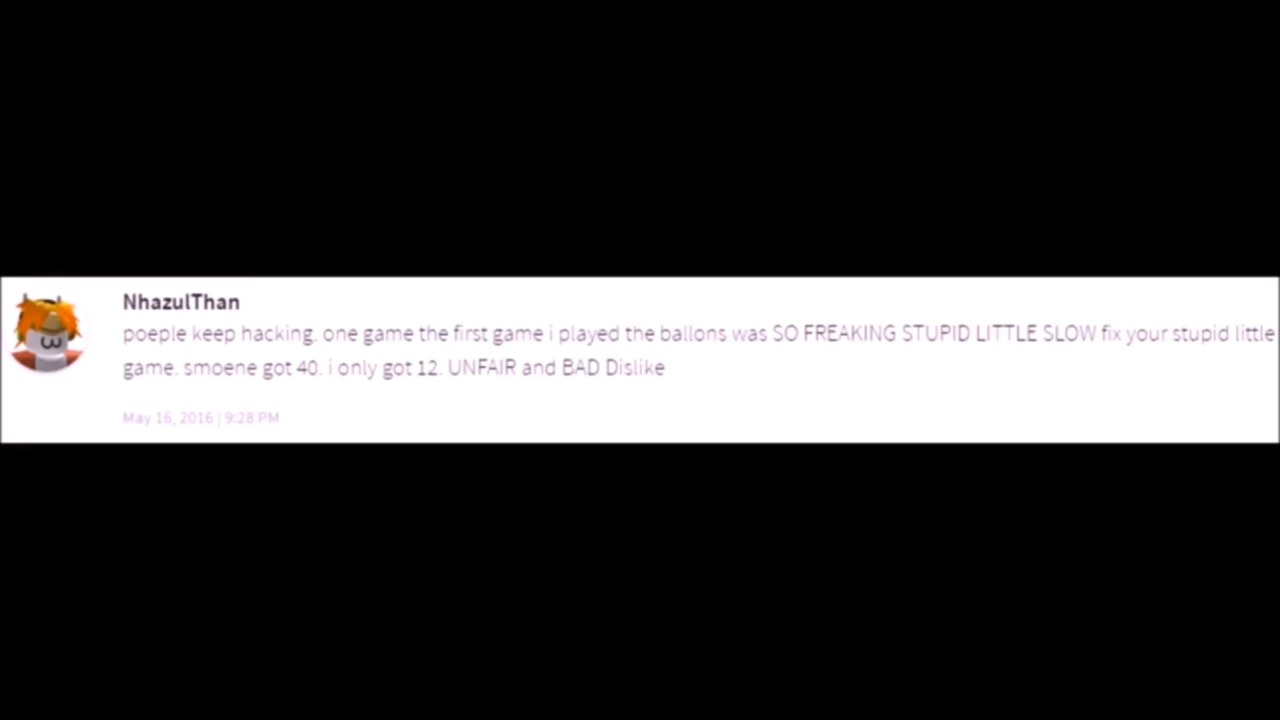 NhazulThan
poeple keep hacking. one game the first game i played the ballons was SO FREAKING STUPID LITTLE SLOW fix your stupid little
game. smoene got 40. i only got 12. UNFAIR and BAD Dislike
May 16, 2016 | 9:28 PM